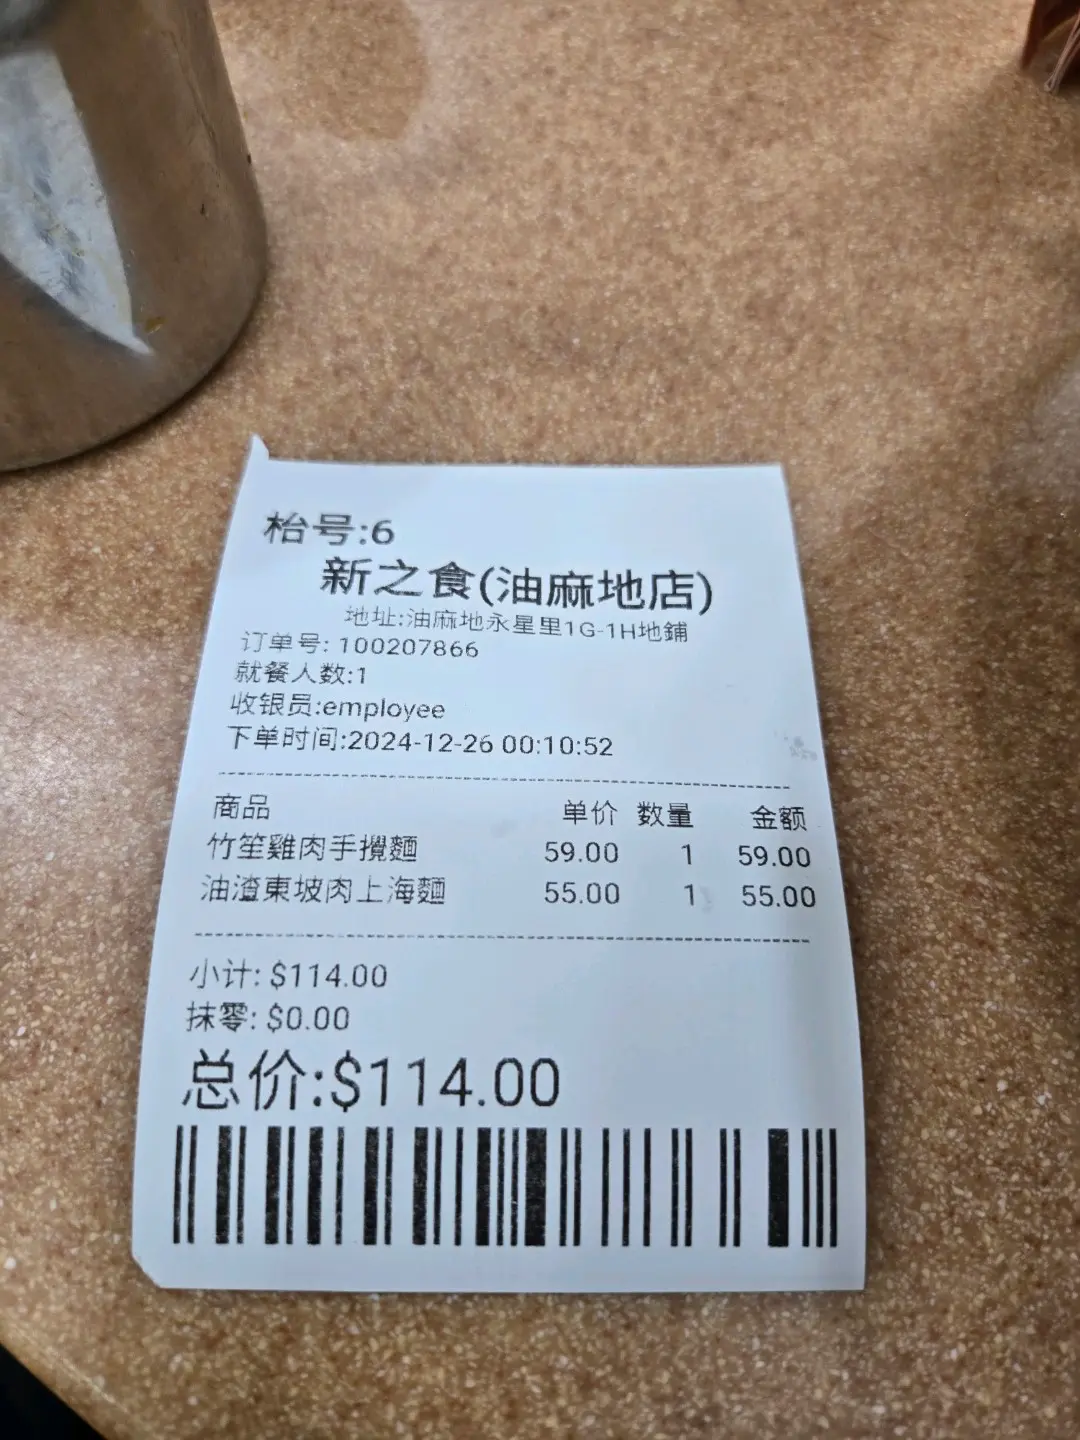 枱号:6
新之食(油麻地店)
地址:油麻地永星里1G-1H地鋪
订单号: 100207866
就餐人数:1
收银员:employee
下单时间:2024-12-26 00:10:52
商品 单价 数量 金额
竹笙雞肉手攪麵 59.00 1 59.00
油渣東坡肉上海麵 55.00 1 55.00
小计: $114.00
抹零: $0.00
总价:$114.00